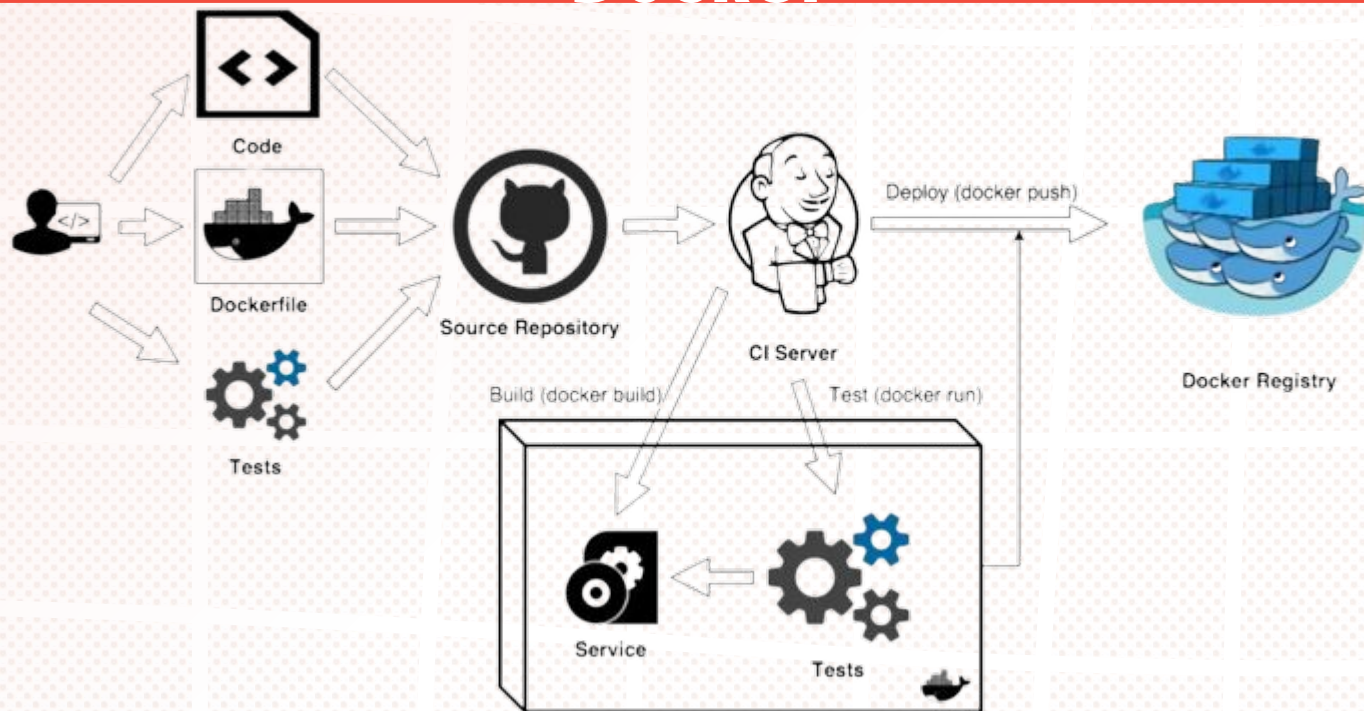 Docker
Code
Dockerfile
Tests
</>
Source Repository
CI Server
Deploy (docker push)
Docker Registry
Build (docker build)
Test (docker run)
Service
Tests